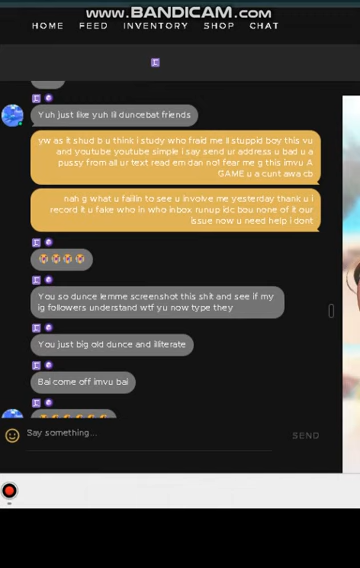 www.BANDICAM.com
HOME FEED INVENTORY SHOP CHAT
Yuh just like yuh lil duncebat friends
yw as it shud b u think i study who fraid me ll stuppid boy this vu
and youtube youtube simple i say send ur address u bad u a
pussy from all ur text read em dan not fear me g this imvu A
GAME u a cunt awa cb
nah g what u failin to see u involve me yesterday thank u i
record it u fake who in who inbox runup idc bou none of it our
issue now u need help i dont
You so dunce lemme screenshot this shit and see if my
ig followers understand wtf yu now type they
You just big old dunce and illiterate
Bai come off imvu bai
Say something...
SEND